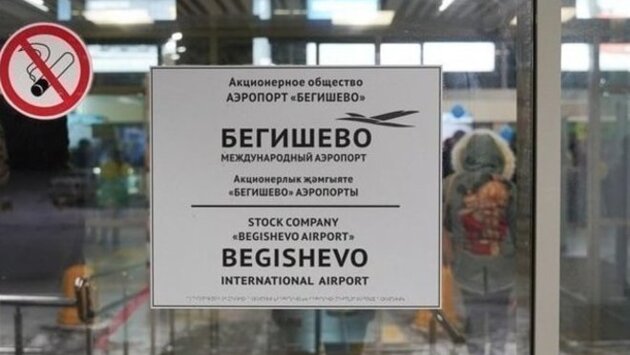 Акционерное общество
АЭРОПОРТ «БЕГИШЕВО»
БЕГИШЕВО
МЕЖДУНАРОДНЫЙ АЭРОПОРТ
Акционерлык җәмгыяте
«БЕГИШЕВО» АЭРОПОРТЫ
STOCK COMPANY
«BEGISHEVO AIRPORT»
BEGISHEVO
INTERNATIONAL AIRPORT